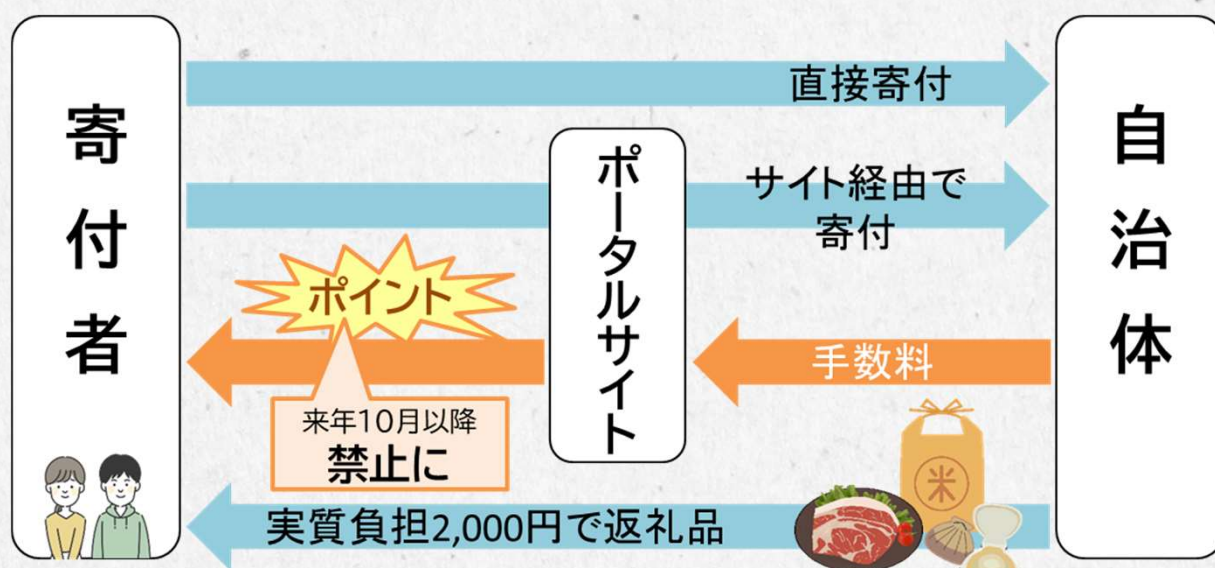 寄付者
直接寄付
サイト経由で
寄付
ポータルサイト
ポイント
来年10月以降
禁止に
手数料
米
実質負担2,000円で返礼品
自治体